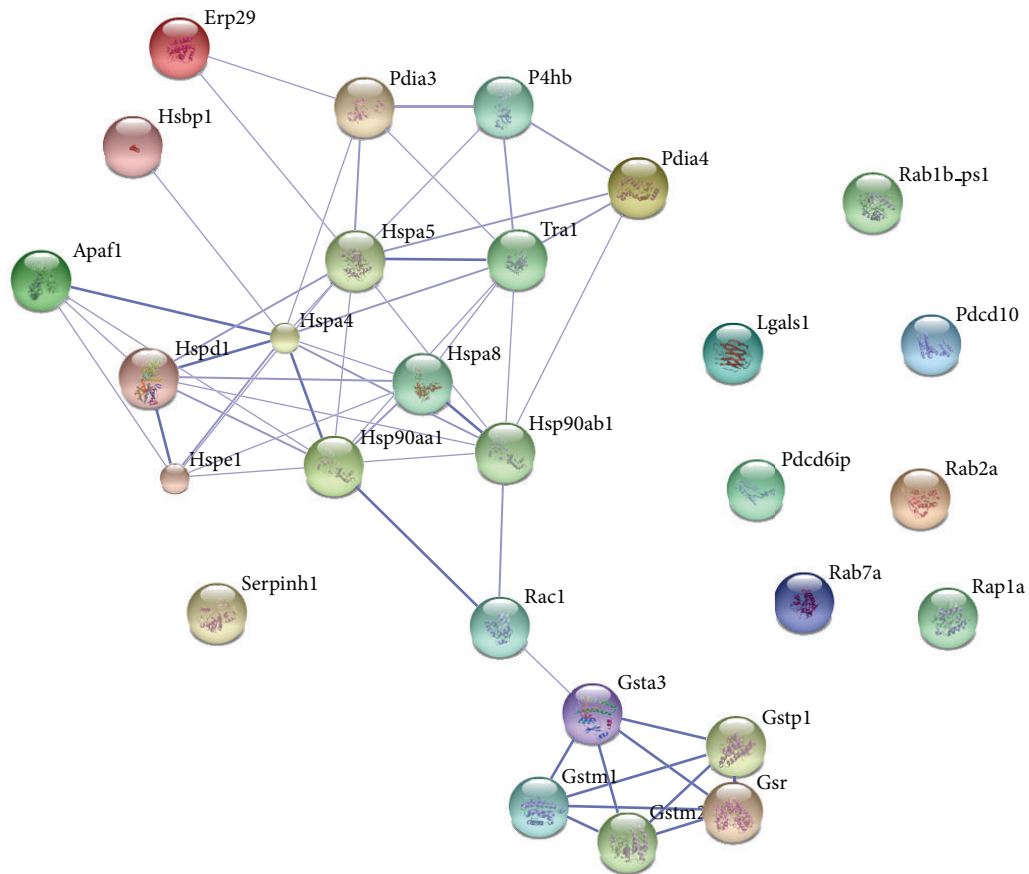 Erp29
Pdia3
P4hb
Hsbp1
Pdia4
Rab1b_ps1
Hspa5
Tra1
Apaf1
Hspa4
Lgals1
Pdcd10
Hspd1
Hspa8
Hsp90aa1
Hsp90ab1
Hspe1
Pdcd6ip
Rab2a
Serpinh1
Rac1
Rab7a
Rap1a
Gsta3
Gstp1
Gstm1
Gsr
Gstm2